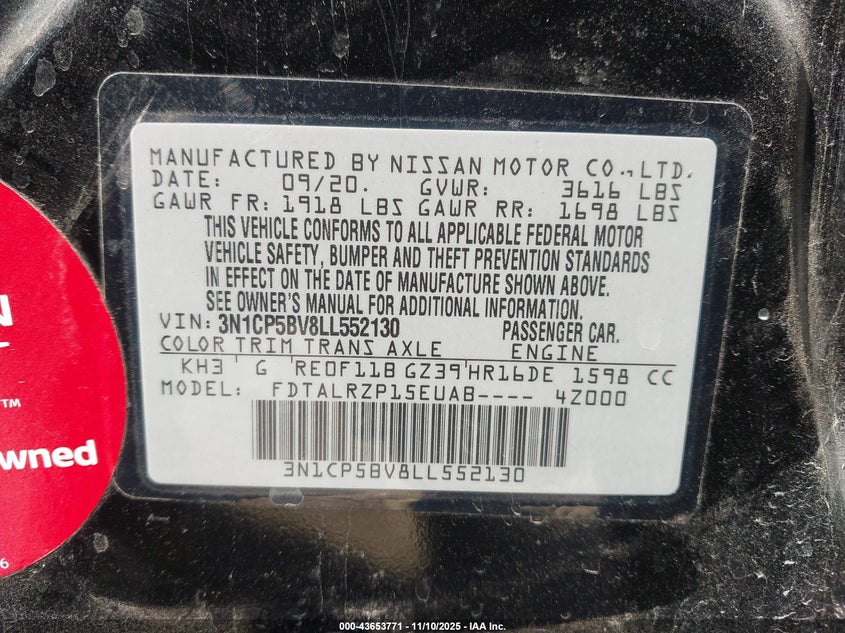 MANUFACTURED BY NISSAN MOTOR CO., LTD.
DATE: 09/20. GVWR: 3616 LBS
GAWR FR: 1918 LBS GAWR RR: 1698 LBS
THIS VEHICLE CONFORMS TO ALL APPLICABLE FEDERAL MOTOR
VEHICLE SAFETY, BUMPER AND THEFT PREVENTION STANDARDS
IN EFFECT ON THE DATE OF MANUFACTURE SHOWN ABOVE.
SEE OWNER'S MANUAL FOR ADDITIONAL INFORMATION.
VIN: 3N1CP5BV8LL552130 PASSENGER CAR.
COLOR TRIM TRANS AXLE ENGINE
KH3 G RE0F11B GZ39 HR16DE 1598 CC
MODEL: FDTALRZP15EUAB---- 4Z000
3N1CP5BV8LL552130
N
™
wned
6
000-43653771 - 11/10/2025 - IAA Inc.